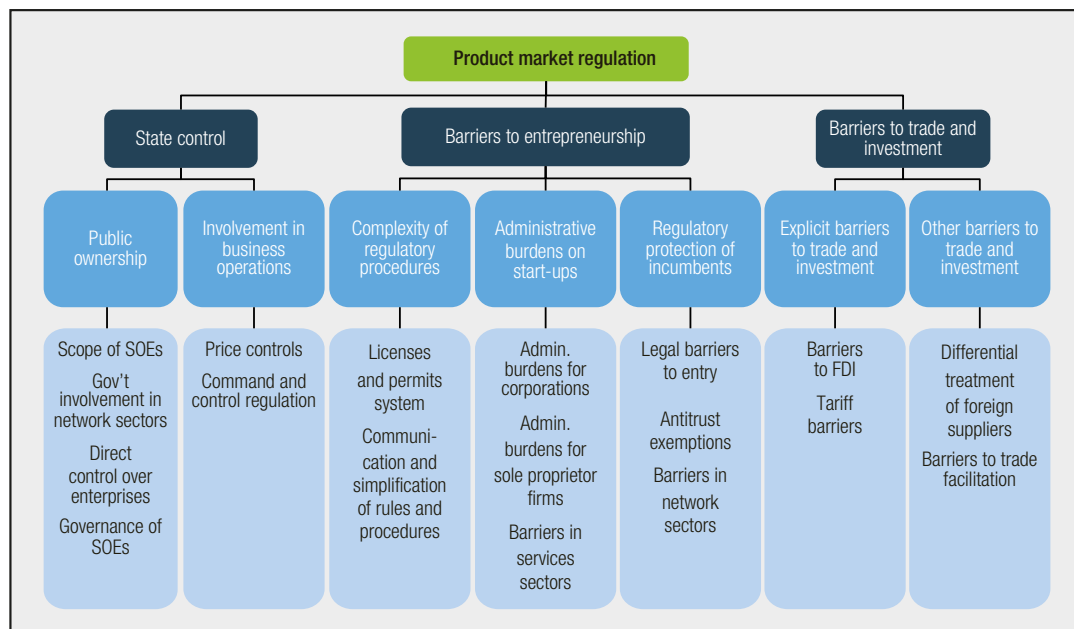 Product market regulation
State control
Barriers to entrepreneurship
Barriers to trade and
investment
Public
ownership
Involvement in
business
operations
Complexity of
regulatory
procedures
Administrative
burdens on
start-ups
Regulatory
protection of
incumbents
Explicit barriers
to trade and
investment
Other barriers to
trade and
investment
Scope of SOEs
Gov't
involvement in
network sectors
Direct
control over
enterprises
Governance of
SOEs
Price controls
Command and
control regulation
Licenses
and permits
system
Communi-
cation and
simplification
of rules and
procedures
Admin.
burdens for
corporations
Admin.
burdens for
sole proprietor
firms
Barriers in
services
sectors
Legal barriers
to entry
Antitrust
exemptions
Barriers in
network
sectors
Barriers
to FDI
Tariff
barriers
Differential
treatment
of foreign
suppliers
Barriers to trade
facilitation